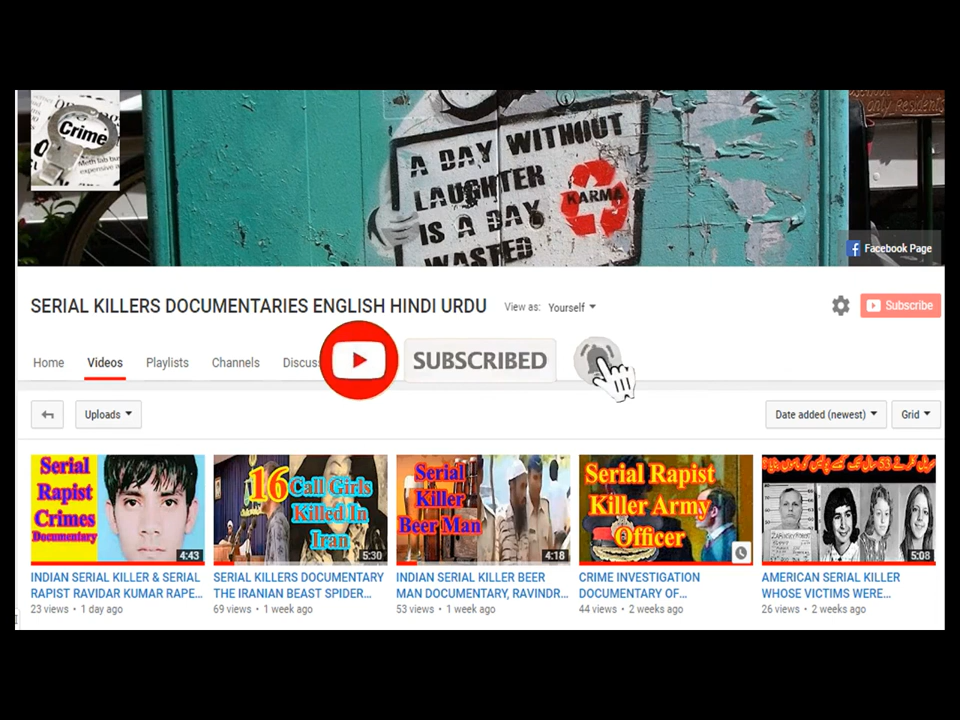 Crime
A DAY WITHOUT
LAUGHTER
IS A DAY
WASTED
KARMA
only Resident
Facebook Page
SERIAL KILLERS DOCUMENTARIES ENGLISH HINDI URDU
View as: Yourself
Subscribe
Home Videos Playlists Channels Discus
SUBSCRIBED
Uploads
Date added (newest)
Grid
Serial
Rapist
Crimes
Documentary
4:43
16 Call Girls
Killed In
Iran
5:30
Serial
Killer
Beer Man
4:18
Serial Rapist
Killer Army
Officer
5:08
INDIAN SERIAL KILLER & SERIAL
RAPIST RAVIDAR KUMAR RAPE...
23 views • 1 day ago
SERIAL KILLERS DOCUMENTARY
THE IRANIAN BEAST SPIDER...
69 views • 1 week ago
INDIAN SERIAL KILLER BEER
MAN DOCUMENTARY, RAVINDR...
53 views • 1 week ago
CRIME INVESTIGATION
DOCUMENTARY OF...
44 views • 2 weeks ago
AMERICAN SERIAL KILLER
WHOSE VICTIMS WERE...
26 views • 2 weeks ago